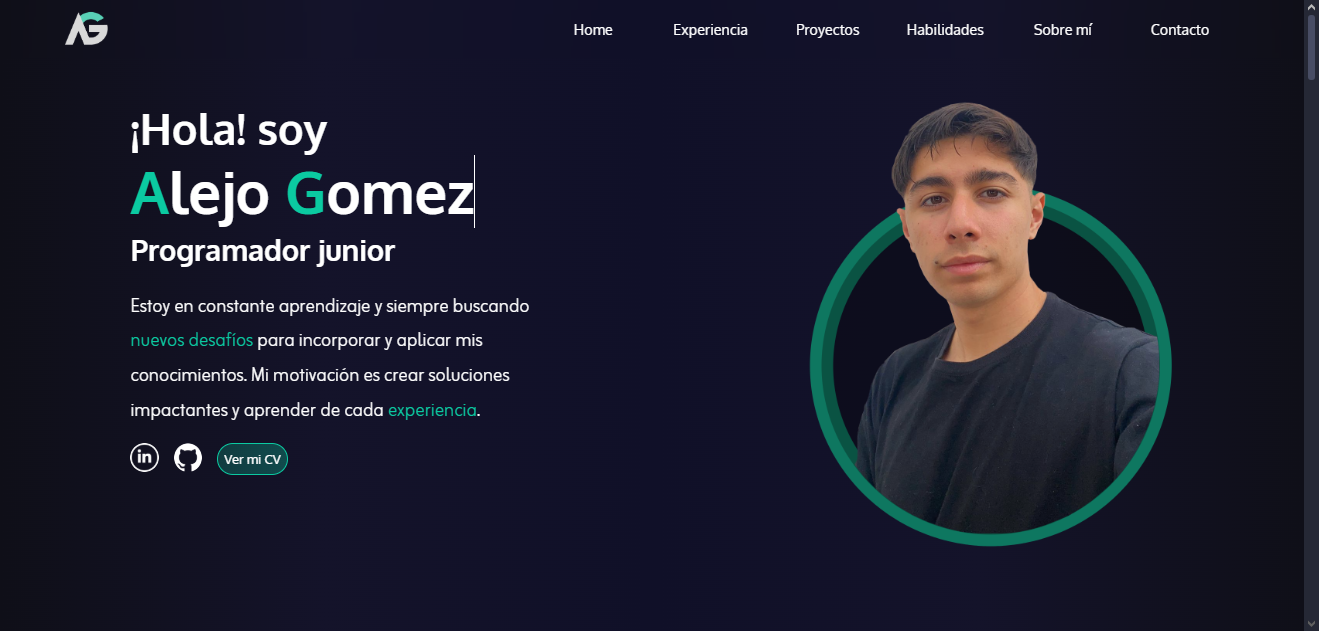 AG
Home Experiencia Proyectos Habilidades Sobre mí Contacto
¡Hola! soy
Alejo Gomez
Programador junior
Estoy en constante aprendizaje y siempre buscando
nuevos desafíos para incorporar y aplicar mis
conocimientos. Mi motivación es crear soluciones
impactantes y aprender de cada experiencia.
in
Ver mi CV